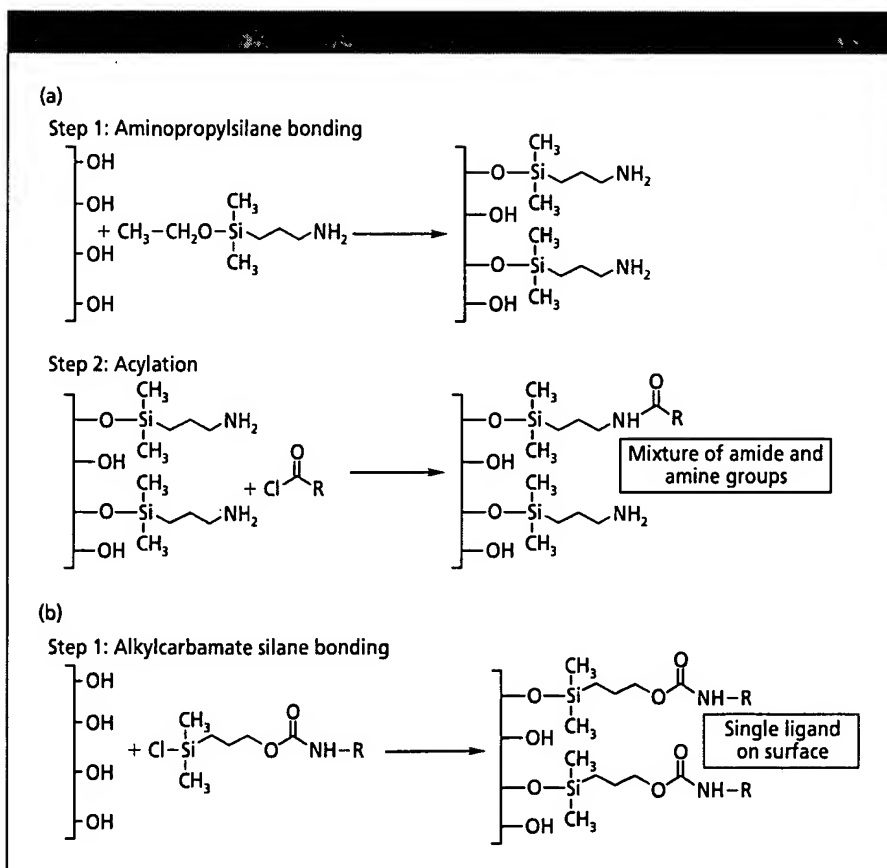 (a)
Step 1: Aminopropylsilane bonding
OH
OH
OH
OH
+ CH3–CH2O–Si NH2
CH3
CH3
O–Si NH2
CH3
CH3
OH
O–Si NH2
CH3
CH3
OH
Step 2: Acylation
O–Si NH2
CH3
CH3
OH
O–Si NH2
CH3
CH3
OH
+ Cl O R
O–Si NH O R
CH3
CH3
OH
O–Si NH2
CH3
CH3
OH
Mixture of amide and
amine groups
(b)
Step 1: Alkylcarbamate silane bonding
OH
OH
OH
OH
+ Cl–Si O O NH–R
CH3
CH3
O–Si O O NH–R
CH3
CH3
OH
O–Si O O NH–R
CH3
CH3
OH
Single ligand
on surface